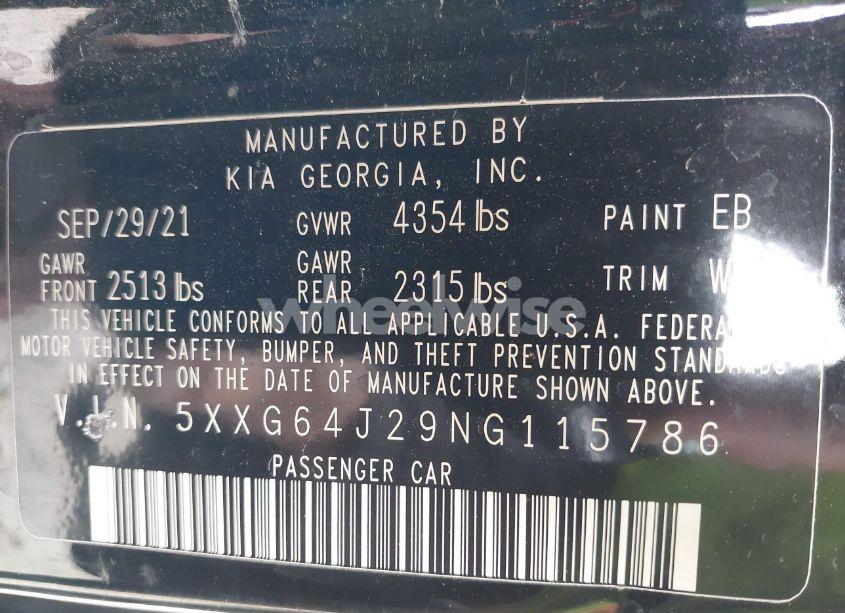 MANUFACTURED BY
KIA GEORGIA, INC.
SEP/29/21 GVWR 4354 lbs PAINT EB
GAWR FRONT 2513 lbs GAWR REAR 2315 lbs TRIM
wheelwise
THIS VEHICLE CONFORMS TO ALL APPLICABLE U.S.A. FEDERAL
MOTOR VEHICLE SAFETY, BUMPER, AND THEFT PREVENTION STANDARDS
IN EFFECT ON THE DATE OF MANUFACTURE SHOWN ABOVE.
V.I.N. 5XXG64J29NG115786
PASSENGER CAR